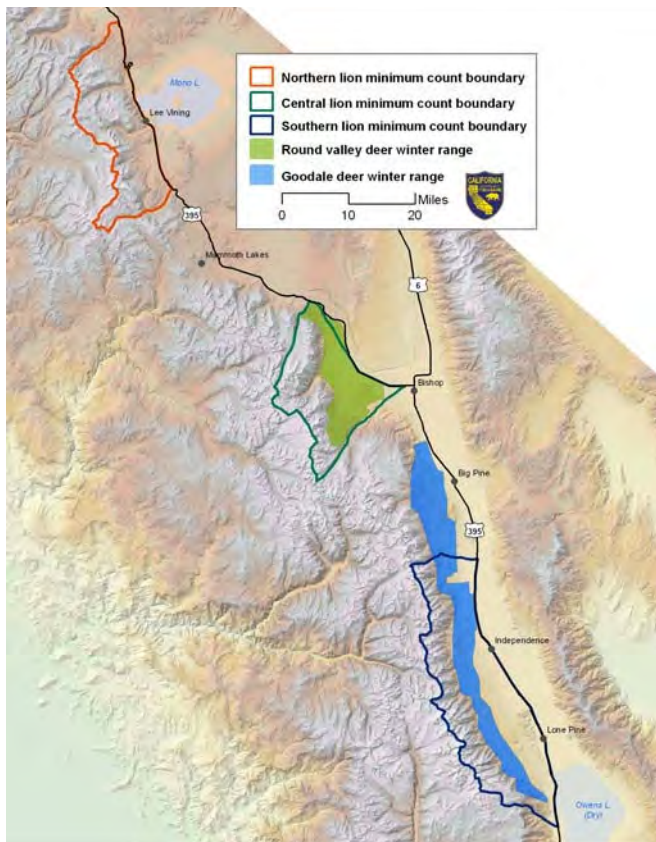 Mono L.
Lee Vining
Northern lion minimum count boundary
Central lion minimum count boundary
Southern lion minimum count boundary
Round valley deer winter range
Goodale deer winter range
Miles
0 10 20
CALIFORNIA
395
Mammoth Lakes
6
Bishop
Big Pine
395
Independence
Lone Pine
Owens L.
(Dry)